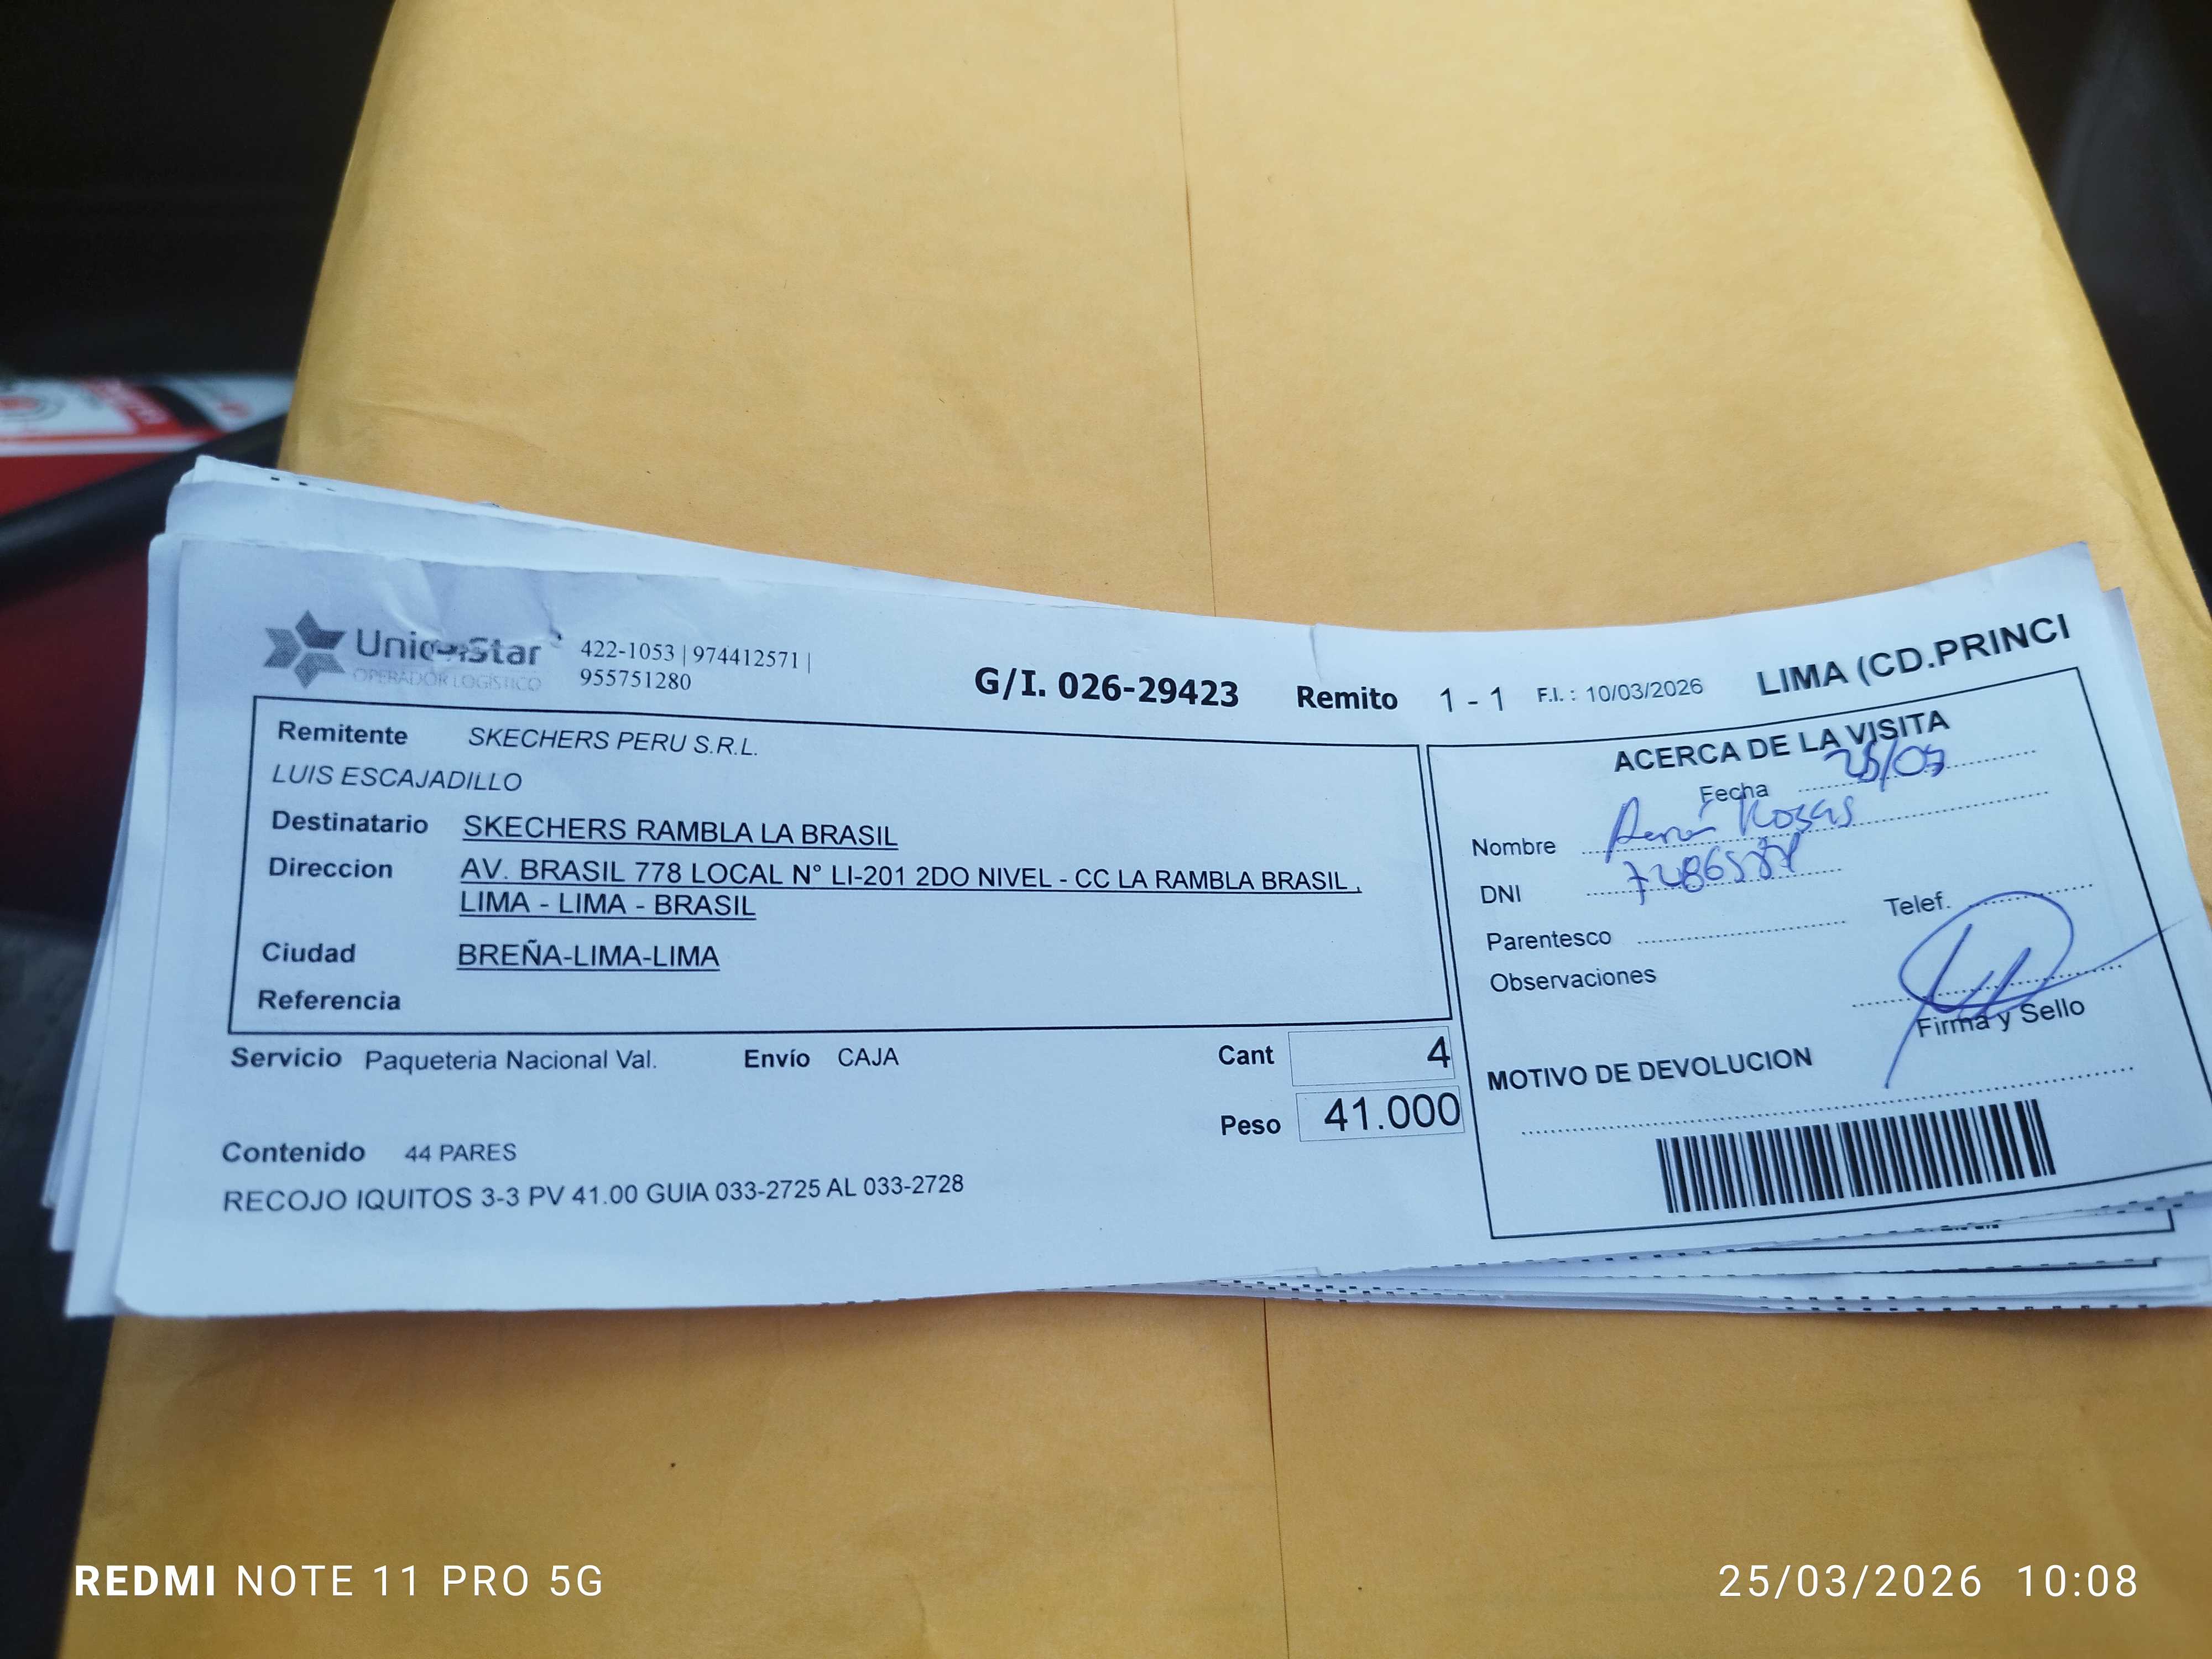 UnionStar
OPERADOR LOGISTICO
422-1053 | 974412571 |
955751280
G/I. 026-29423 Remito 1 - 1 F.I. : 10/03/2026 LIMA (CD.PRINCI
Remitente SKECHERS PERU S.R.L.
LUIS ESCAJADILLO
Destinatario SKECHERS RAMBLA LA BRASIL
Direccion AV. BRASIL 778 LOCAL N° LI-201 2DO NIVEL - CC LA RAMBLA BRASIL ,
LIMA - LIMA - BRASIL
Ciudad BREÑA-LIMA-LIMA
Referencia
Servicio Paqueteria Nacional Val. Envío CAJA
Cant 4
Peso 41.000
Contenido 44 PARES
RECOJO IQUITOS 3-3 PV 41.00 GUIA 033-2725 AL 033-2728
ACERCA DE LA VISITA
Fecha
Nombre Rosas
DNI
Telef.
Parentesco
Observaciones
Firma y Sello
MOTIVO DE DEVOLUCION
REDMI NOTE 11 PRO 5G
25/03/2026 10:08